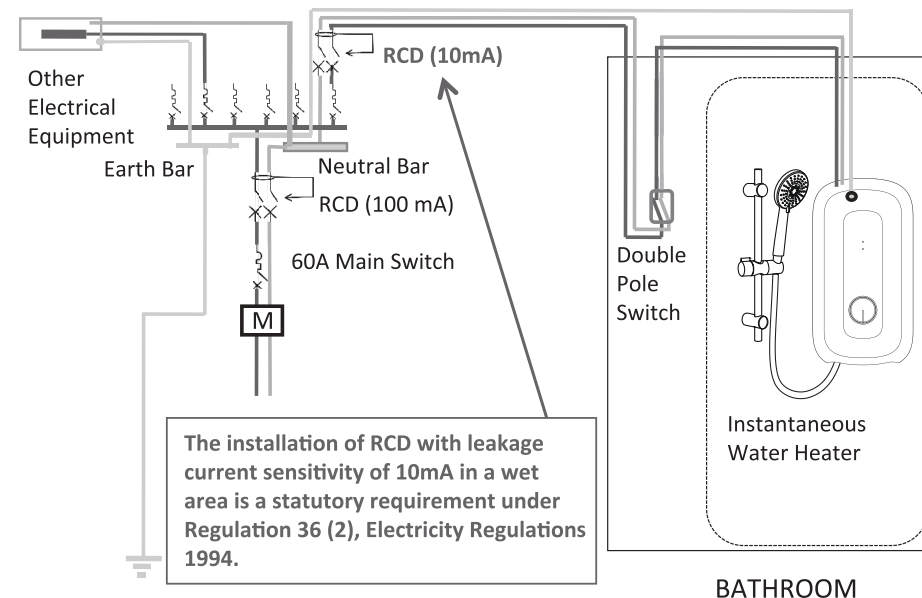 RCD (10mA)
Other
Electrical
Equipment
Earth Bar
Neutral Bar
RCD (100 mA)
60A Main Switch
M
Double
Pole
Switch
Instantaneous
Water Heater
The installation of RCD with leakage
current sensitivity of 10mA in a wet
area is a statutory requirement under
Regulation 36 (2), Electricity Regulations
1994.
BATHROOM